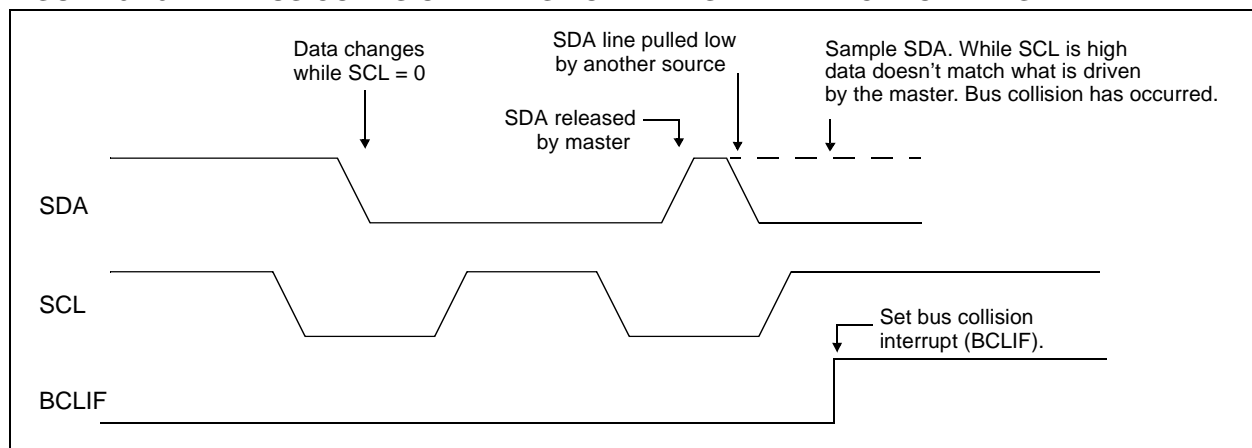 Data changes
while SCL = 0
SDA line pulled low
by another source
Sample SDA. While SCL is high
data doesn't match what is driven
by the master. Bus collision has occurred.
SDA released
by master
SDA
SCL
Set bus collision
interrupt (BCLIF).
BCLIF